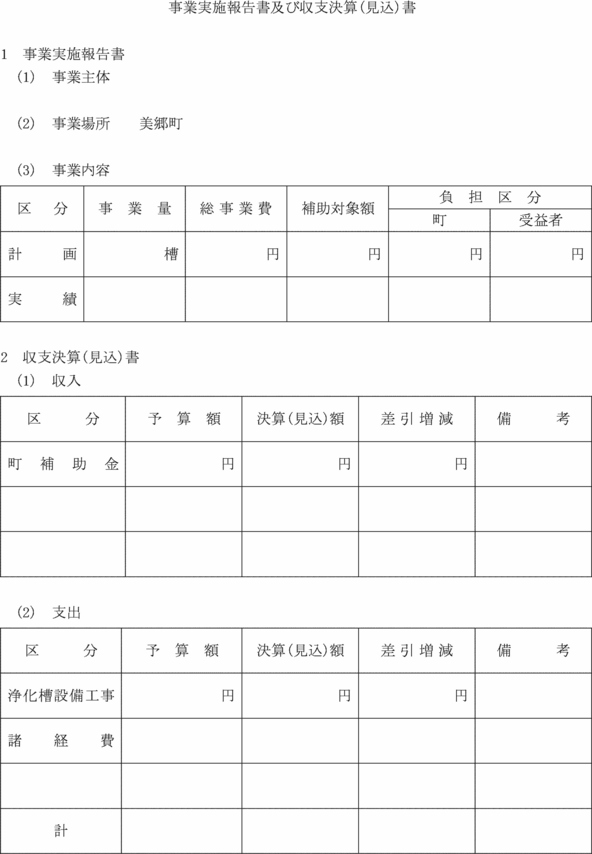 事業実施報告書及び収支決算(見込)書
1　事業実施報告書
(1)　事業主体
(2)　事業場所　　美郷町
(3)　事業内容
区　分　事　業　量　総事業費　補助対象額　負　担　区　分
町　受益者
計　画　槽　円　円　円　円
実　績
2　収支決算(見込)書
(1)　収入
区　分　予　算　額　決算(見込)額　差引増減　備　考
町　補　助　金　円　円　円
(2)　支出
区　分　予　算　額　決算(見込)額　差引増減　備　考
浄化槽設備工事　円　円　円
諸　経　費
計